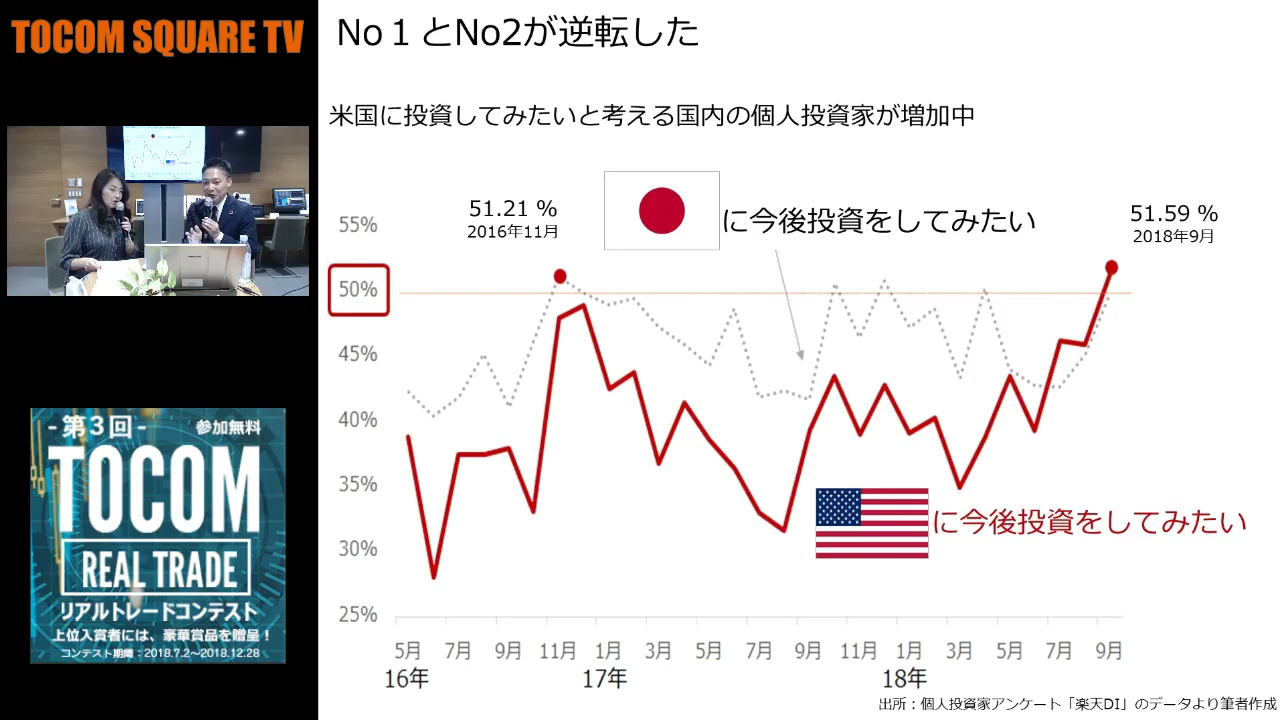 TOCOM SQUARE TV
No１とNo2が逆転した
米国に投資してみたいと考える国内の個人投資家が増加中
51.21 %
2016年11月
に今後投資をしてみたい
51.59 %
2018年9月
55%
50%
45%
40%
35%
30%
25%
に今後投資をしてみたい
5月 7月 9月 11月 1月 3月 5月 7月 9月 11月 1月 3月 5月 7月 9月
16年 17年 18年
出所：個人投資家アンケート「楽天DI」のデータより筆者作成
-第3回- 参加無料
TOCOM
REAL TRADE
リアルトレードコンテスト
上位入賞者には、豪華賞品を贈呈！
コンテスト期間：2018.7.2～2018.12.28